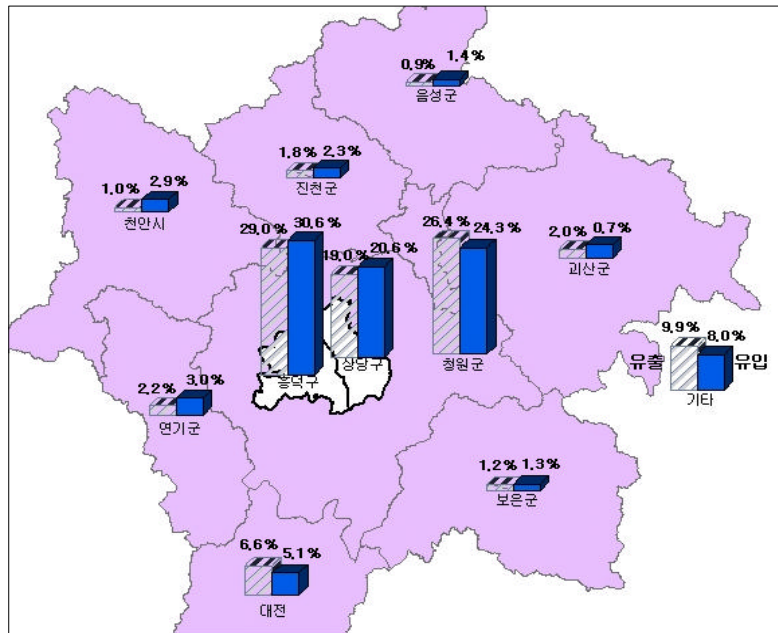 0.9% 1.4%
음성군
1.8% 2.3%
진천군
1.0% 2.9%
천안시
29.0% 30.6%
흥덕구
19.0% 20.6%
상당구
26.4% 24.3%
청원군
2.0% 0.7%
괴산군
9.9% 8.0%
유출 유입
기타
2.2% 3.0%
연기군
1.2% 1.3%
보은군
6.6% 5.1%
대전